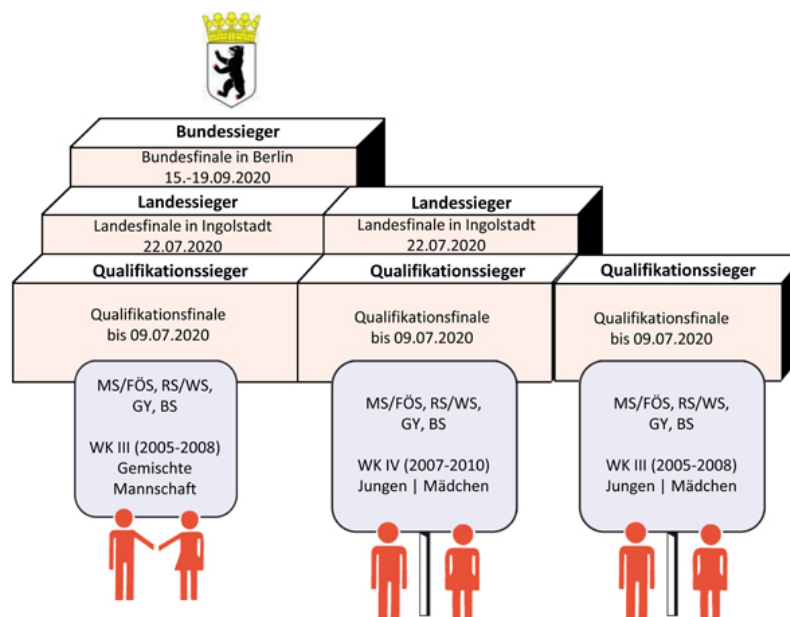 Bundessieger
Bundesfinale in Berlin
15.-19.09.2020
Landessieger
Landesfinale in Ingolstadt
22.07.2020
Landessieger
Landesfinale in Ingolstadt
22.07.2020
Qualifikationssieger
Qualifikationsfinale
bis 09.07.2020
Qualifikationssieger
Qualifikationsfinale
bis 09.07.2020
Qualifikationssieger
Qualifikationsfinale
bis 09.07.2020
MS/FÖS, RS/WS,
GY, BS
WK III (2005-2008)
Gemischte
Mannschaft
MS/FÖS, RS/WS,
GY, BS
WK IV (2007-2010)
Jungen | Mädchen
MS/FÖS, RS/WS,
GY, BS
WK III (2005-2008)
Jungen | Mädchen